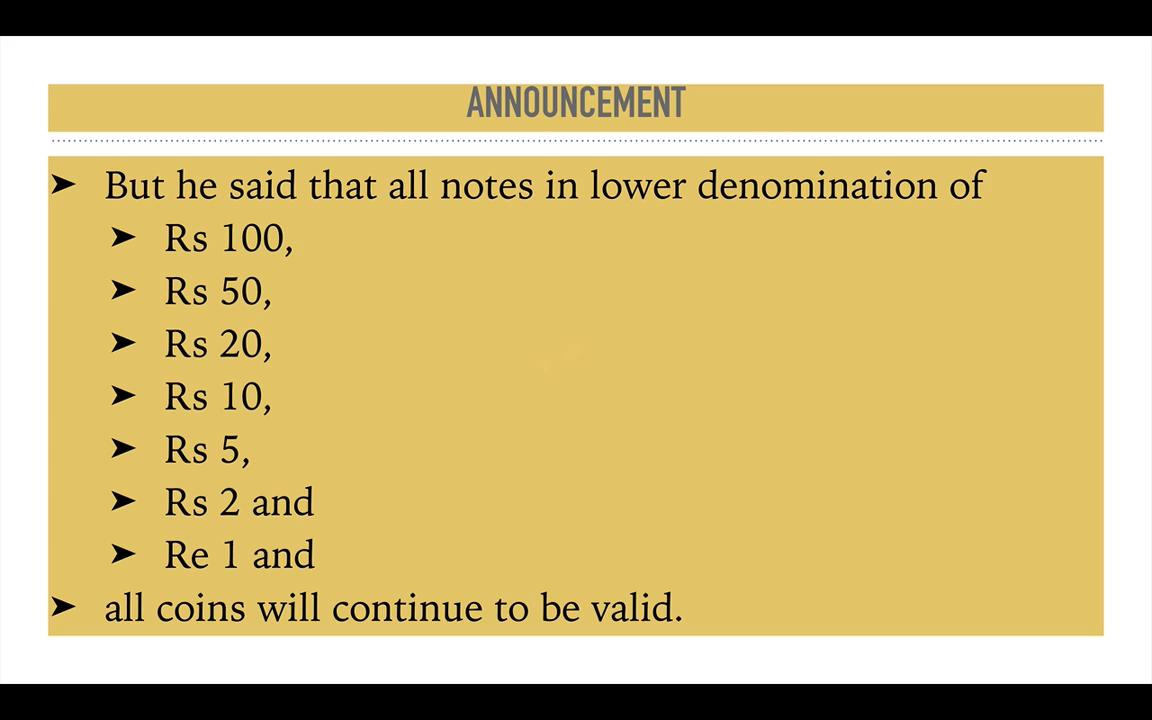 ANNOUNCEMENT
➤ But he said that all notes in lower denomination of
➤ Rs 100,
➤ Rs 50,
➤ Rs 20,
➤ Rs 10,
➤ Rs 5,
➤ Rs 2 and
➤ Re 1 and
➤ all coins will continue to be valid.